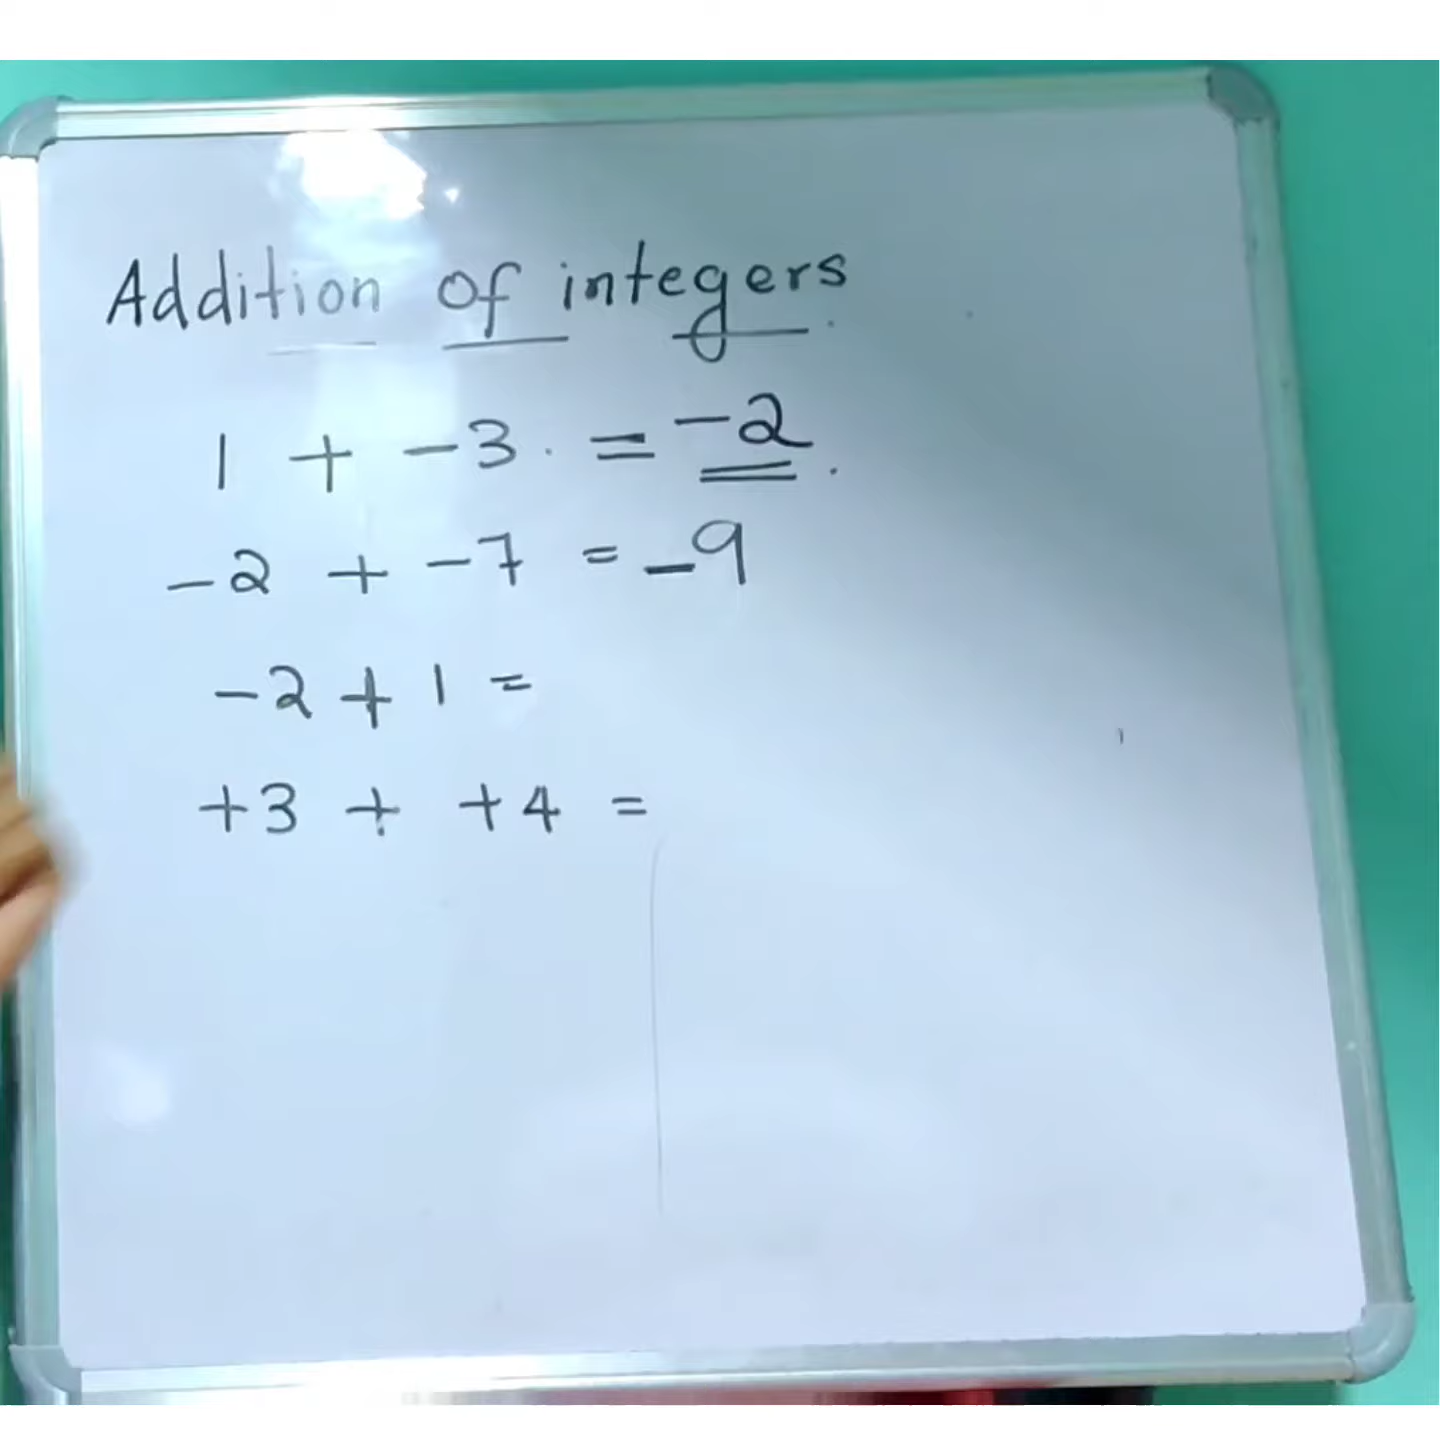 Addition of integers.
1 + -3. = -2.
-2 + -7 = -9
-2 + 1 =
+3 + +4 =